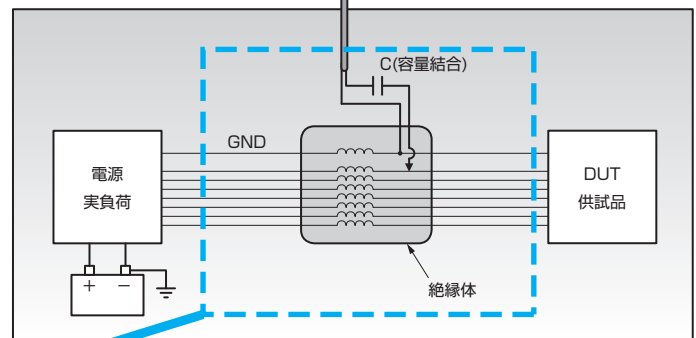 C(容量結合)
GND
電源
実負荷
DUT
供試品
絶縁体
+ −